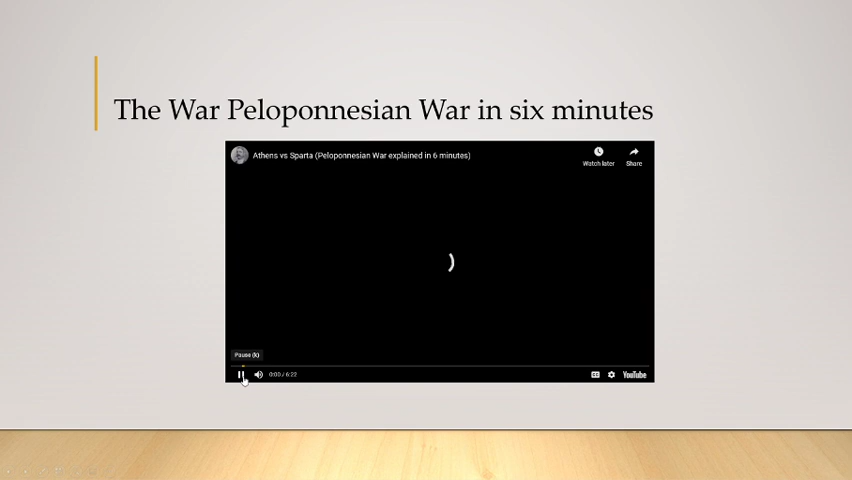 The War Peloponnesian War in six minutes
Athens vs Sparta (Peloponnesian War explained in 6 minutes)
Watch later
Share
Pause (k)
0:00 / 6:22
YouTube